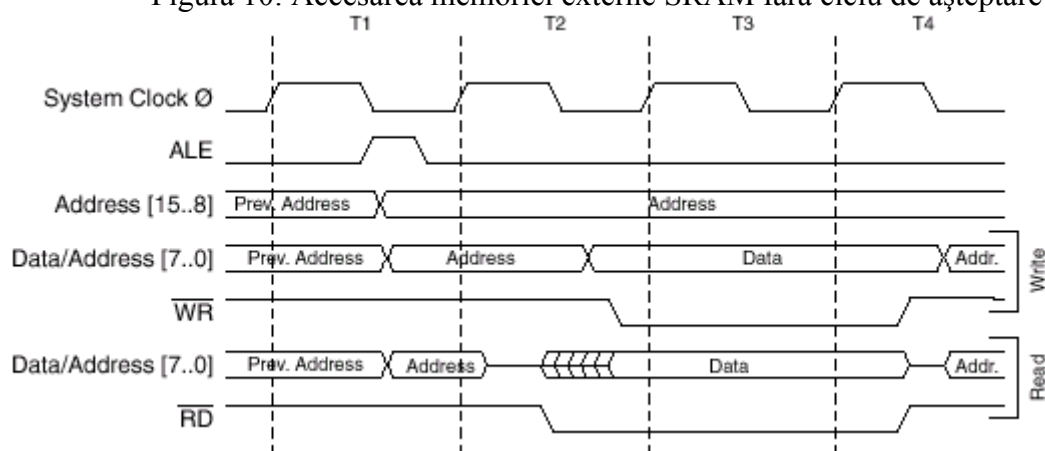 Figura 10. Accesarea memoriei externe SRAM fără ciclu de aşteptare
T1 T2 T3 T4
System Clock Ø
ALE
Address [15..8] Prev. Address Address
Data/Address [7..0] Prev. Address Address Data Addr.
WR
Write
Data/Address [7..0] Prev. Address Address Data Addr.
RD
Read